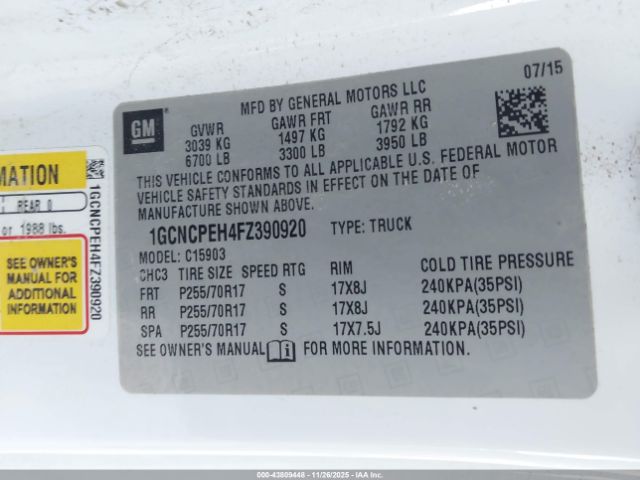 07/15
MFD BY GENERAL MOTORS LLC
GM
GVWR GAWR FRT GAWR RR
3039 KG 1497 KG 1792 KG
6700 LB 3300 LB 3950 LB
THIS VEHICLE CONFORMS TO ALL APPLICABLE U.S. FEDERAL MOTOR
VEHICLE SAFETY STANDARDS IN EFFECT ON THE DATE OF
MANUFACTURE SHOWN ABOVE.
1GCNCPEH4FZ390920 TYPE: TRUCK
MODEL: C15903
CHC3 TIRE SIZE SPEED RTG RIM COLD TIRE PRESSURE
FRT P255/70R17 S 17X8J 240KPA(35PSI)
RR P255/70R17 S 17X8J 240KPA(35PSI)
SPA P255/70R17 S 17X7.5J 240KPA(35PSI)
SEE OWNER'S MANUAL i FOR MORE INFORMATION.
MATION
REAR 0
or 1988 lbs.
SEE OWNER'S
MANUAL FOR
ADDITIONAL
INFORMATION
1GCNCPEH4FZ390920
000-43809448 - 11/26/2025 - IAA, Inc.